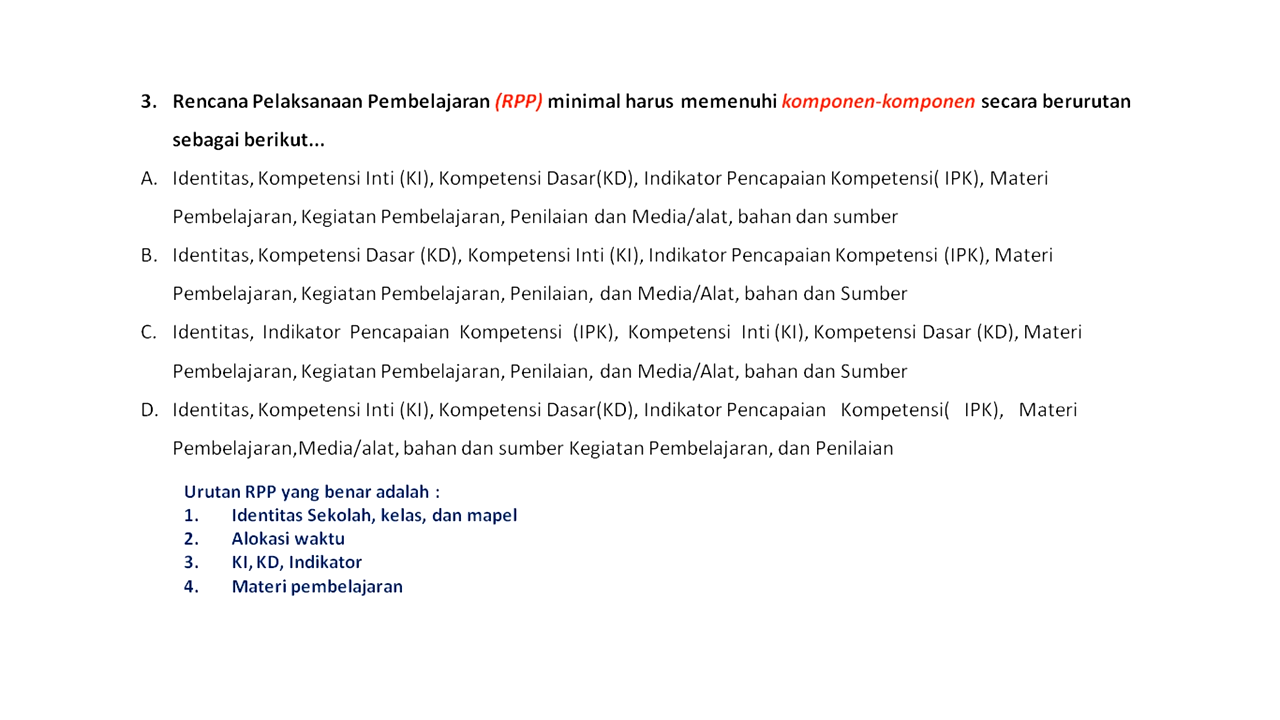 3. Rencana Pelaksanaan Pembelajaran (RPP) minimal harus memenuhi komponen-komponen secara berurutan
sebagai berikut...
A. Identitas, Kompetensi Inti (KI), Kompetensi Dasar(KD), Indikator Pencapaian Kompetensi( IPK), Materi
Pembelajaran, Kegiatan Pembelajaran, Penilaian dan Media/alat, bahan dan sumber
B. Identitas, Kompetensi Dasar (KD), Kompetensi Inti (KI), Indikator Pencapaian Kompetensi (IPK), Materi
Pembelajaran, Kegiatan Pembelajaran, Penilaian, dan Media/Alat, bahan dan Sumber
C. Identitas, Indikator Pencapaian Kompetensi (IPK), Kompetensi Inti (KI), Kompetensi Dasar (KD), Materi
Pembelajaran, Kegiatan Pembelajaran, Penilaian, dan Media/Alat, bahan dan Sumber
D. Identitas, Kompetensi Inti (KI), Kompetensi Dasar(KD), Indikator Pencapaian Kompetensi( IPK), Materi
Pembelajaran,Media/alat, bahan dan sumber Kegiatan Pembelajaran, dan Penilaian
Urutan RPP yang benar adalah :
1. Identitas Sekolah, kelas, dan mapel
2. Alokasi waktu
3. KI, KD, Indikator
4. Materi pembelajaran